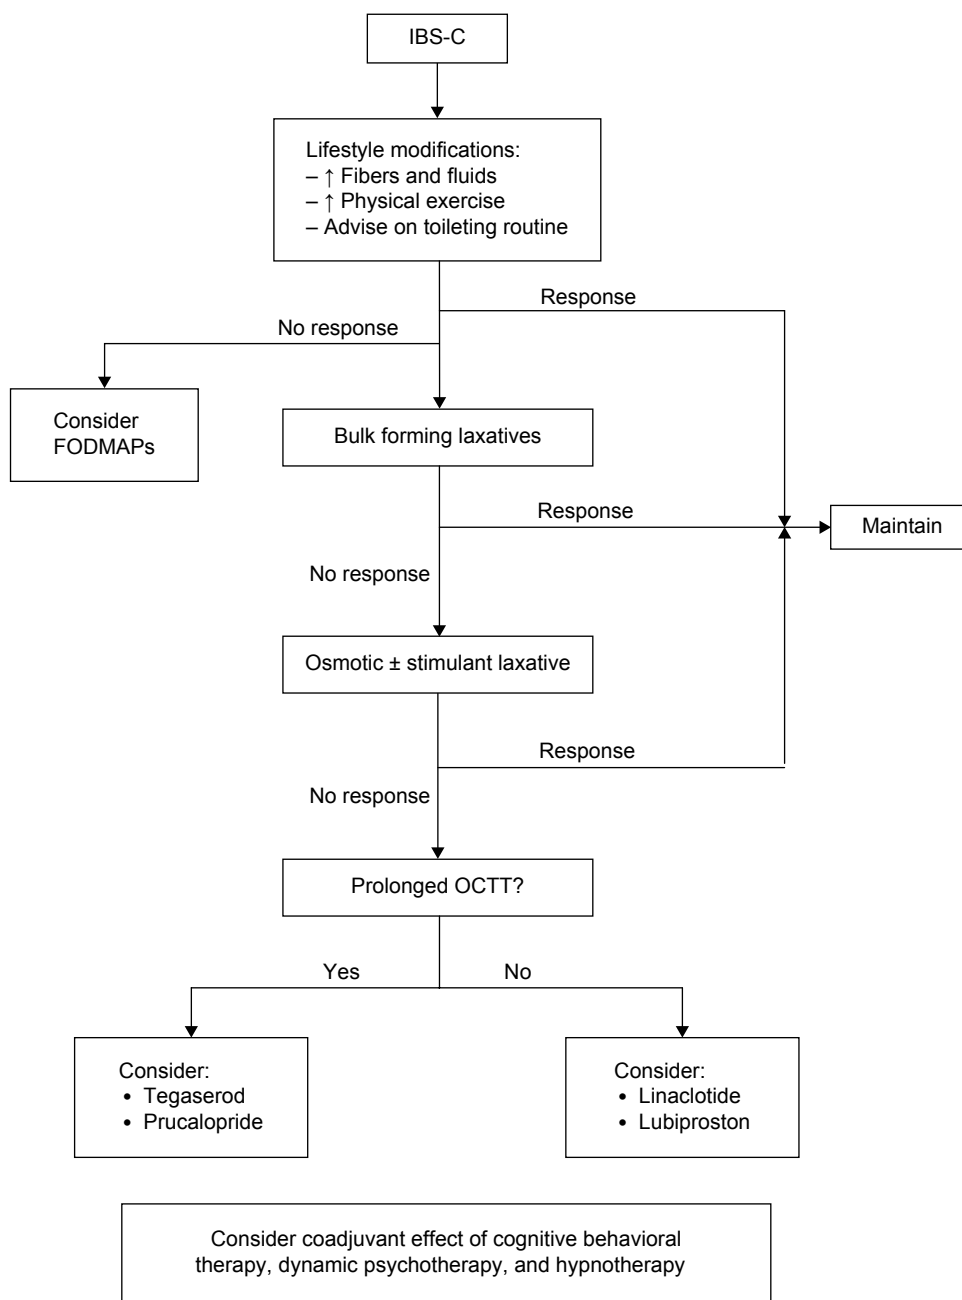 IBS-C
Lifestyle modifications:
– ↑ Fibers and fluids
– ↑ Physical exercise
– Advise on toileting routine
Response
No response
Consider
FODMAPs
Bulk forming laxatives
Response
Maintain
No response
Osmotic ± stimulant laxative
Response
No response
Prolonged OCTT?
Yes
No
Consider:
• Tegaserod
• Prucalopride
Consider:
• Linaclotide
• Lubiproston
Consider coadjuvant effect of cognitive behavioral
therapy, dynamic psychotherapy, and hypnotherapy